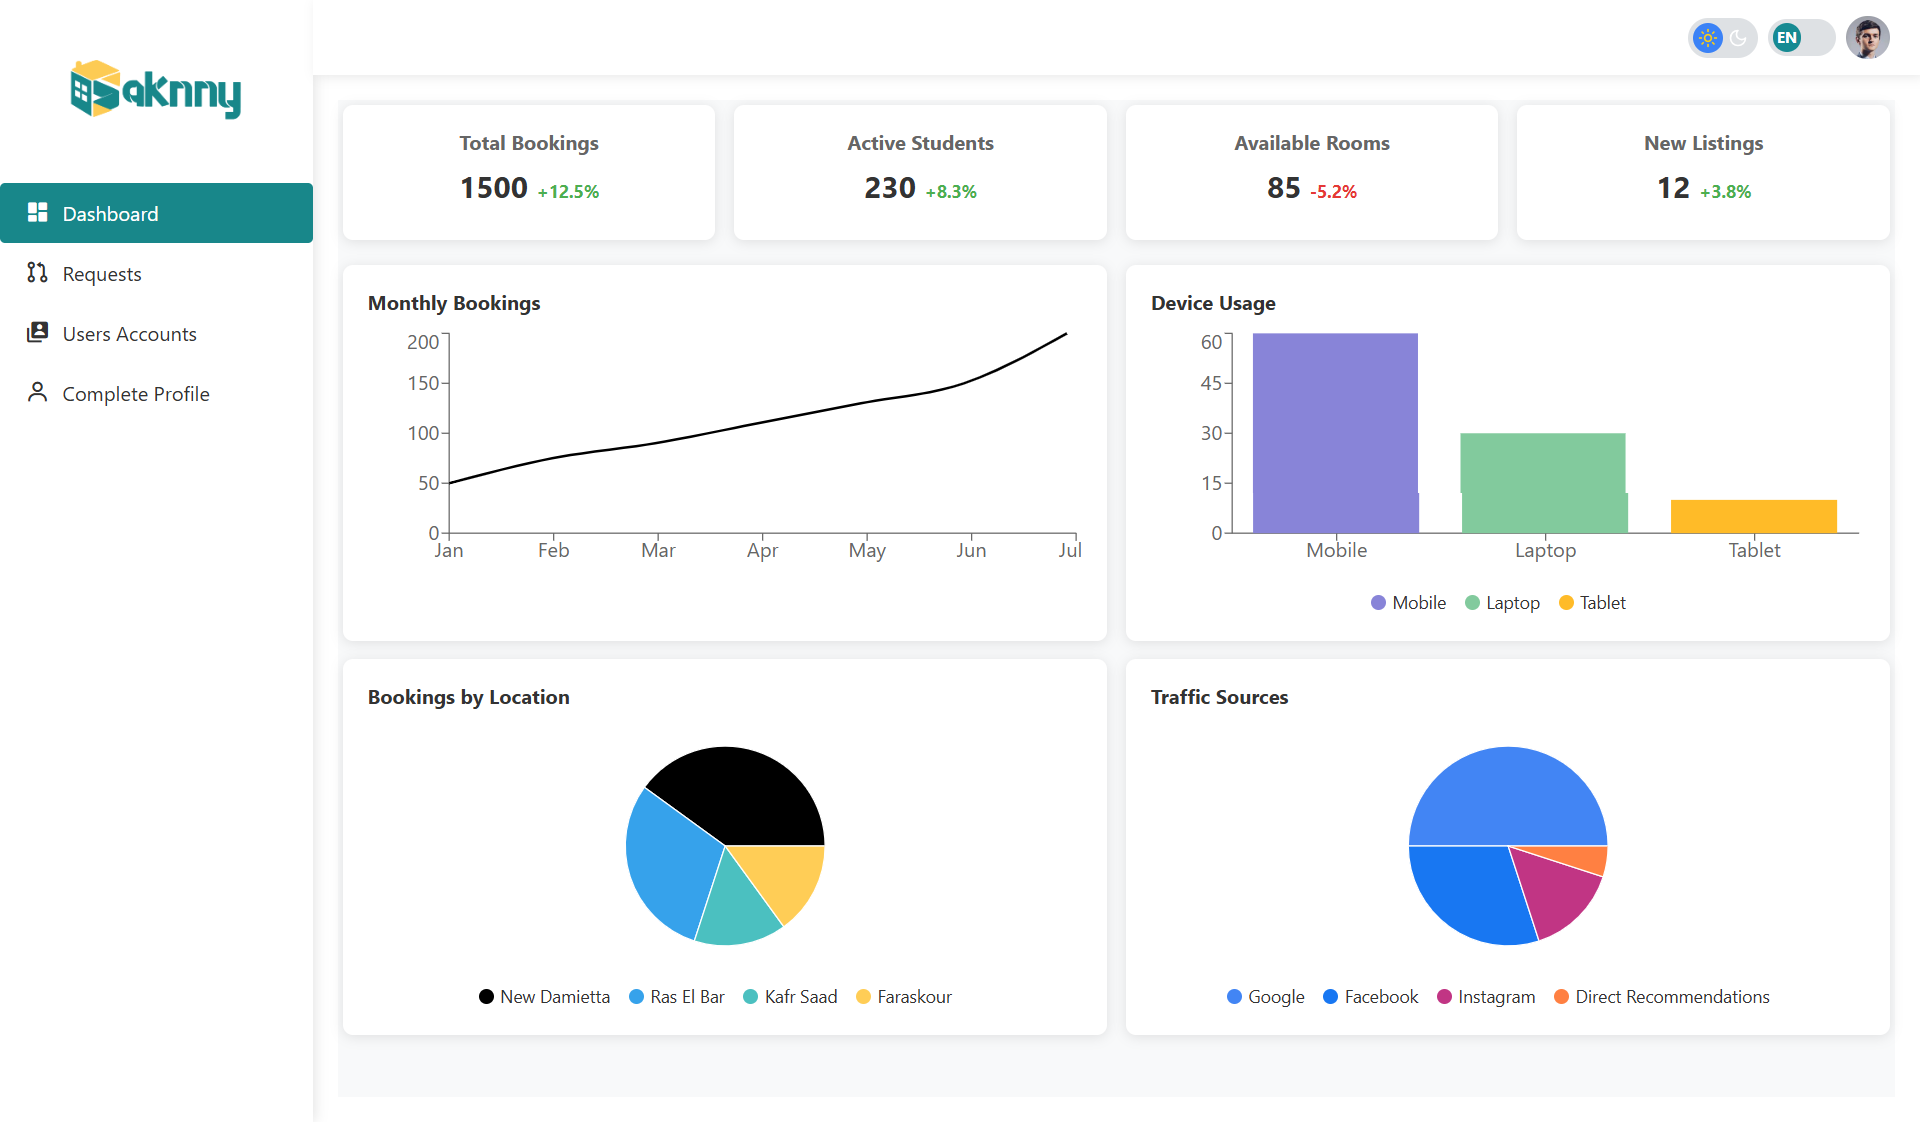 Saknny
EN
Dashboard
Requests
Users Accounts
Complete Profile
Total Bookings
1500 +12.5%
Active Students
230 +8.3%
Available Rooms
85 -5.2%
New Listings
12 +3.8%
Monthly Bookings
200
150
100
50
0
Jan Feb Mar Apr May Jun Jul
Device Usage
60
45
30
15
0
Mobile Laptop Tablet
Mobile Laptop Tablet
Bookings by Location
New Damietta Ras El Bar Kafr Saad Faraskour
Traffic Sources
Google Facebook Instagram Direct Recommendations